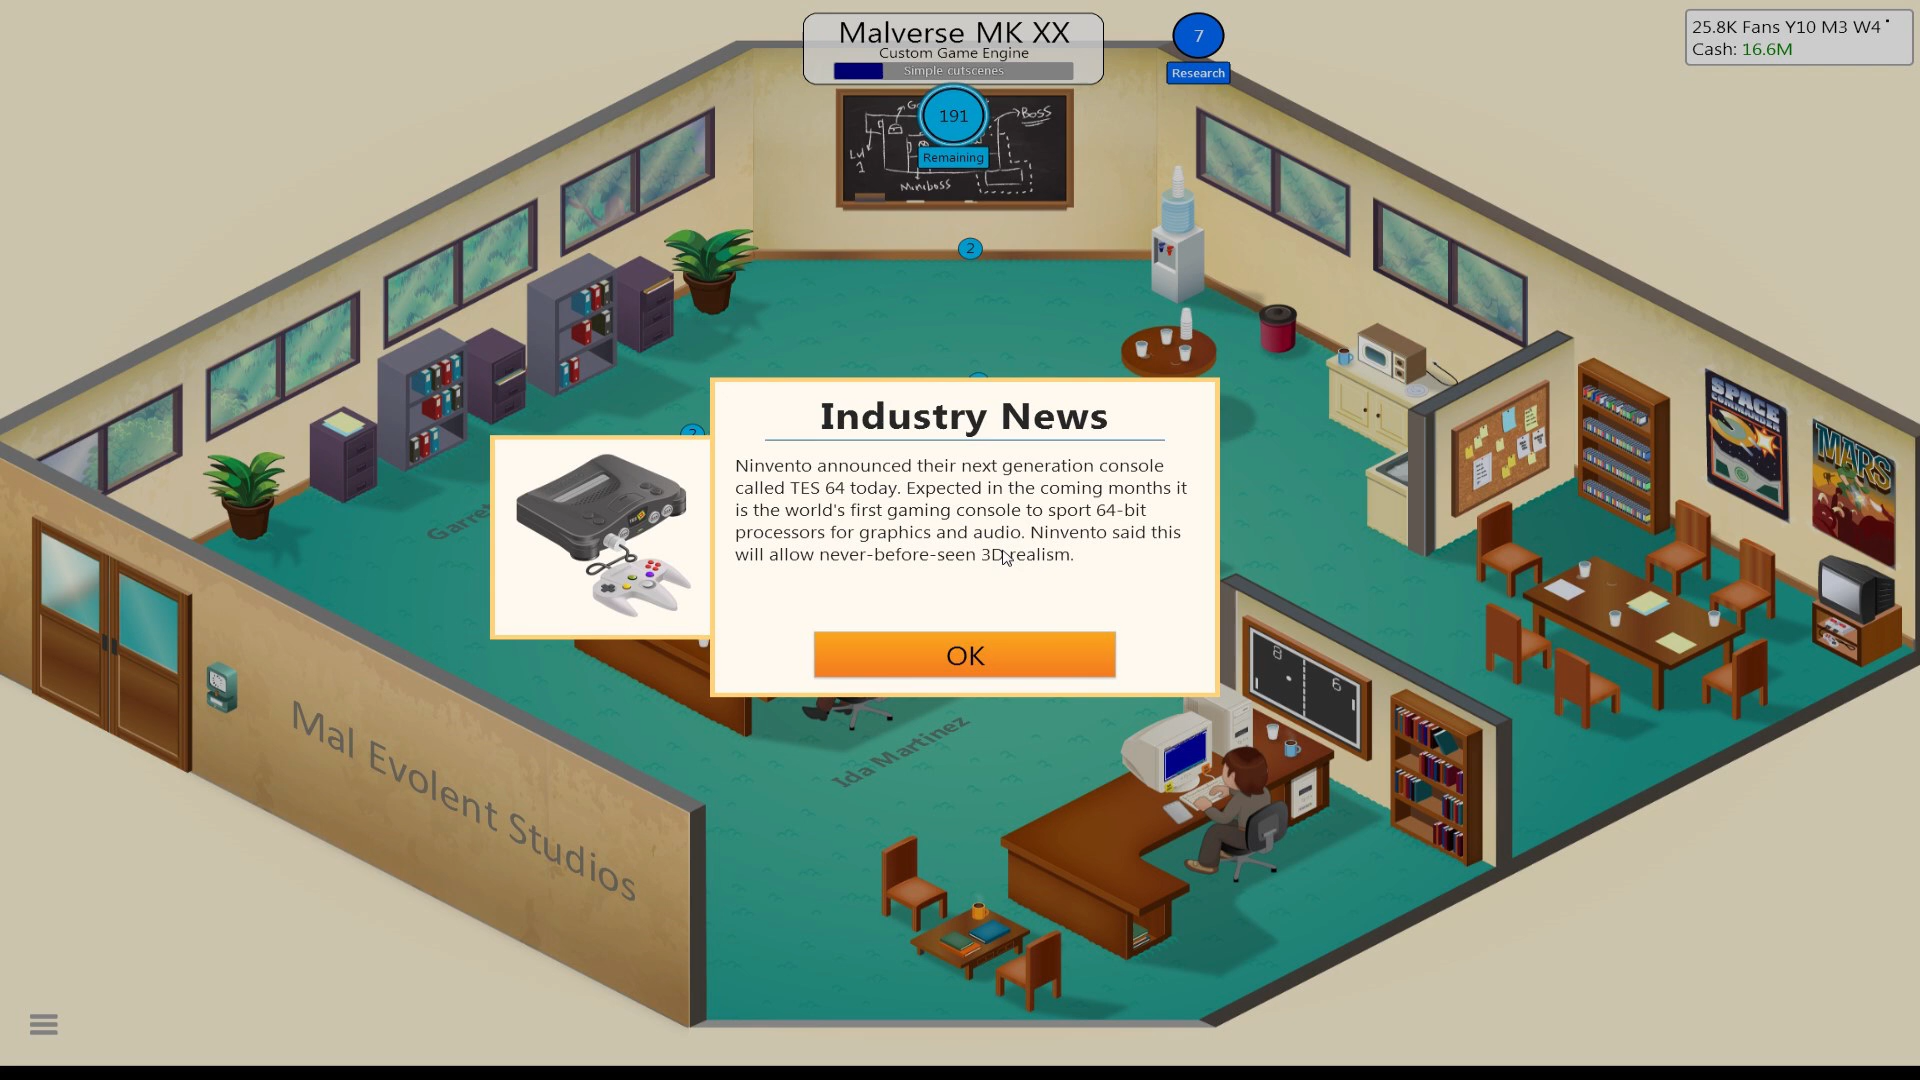 Malverse MK XX
Custom Game Engine
Simple cutscenes
7
Research
25.8K Fans Y10 M3 W4
Cash: 16.6M
191
Remaining
BOSS
Lvl
1
Miniboss
2
SPACE
COMMANDER
MARS
Industry News
Ninvento announced their next generation console
called TES 64 today. Expected in the coming months it
is the world's first gaming console to sport 64-bit
processors for graphics and audio. Ninvento said this
will allow never-before-seen 3D realism.
OK
8
6
Mal Evolent Studios
Ida Martinez